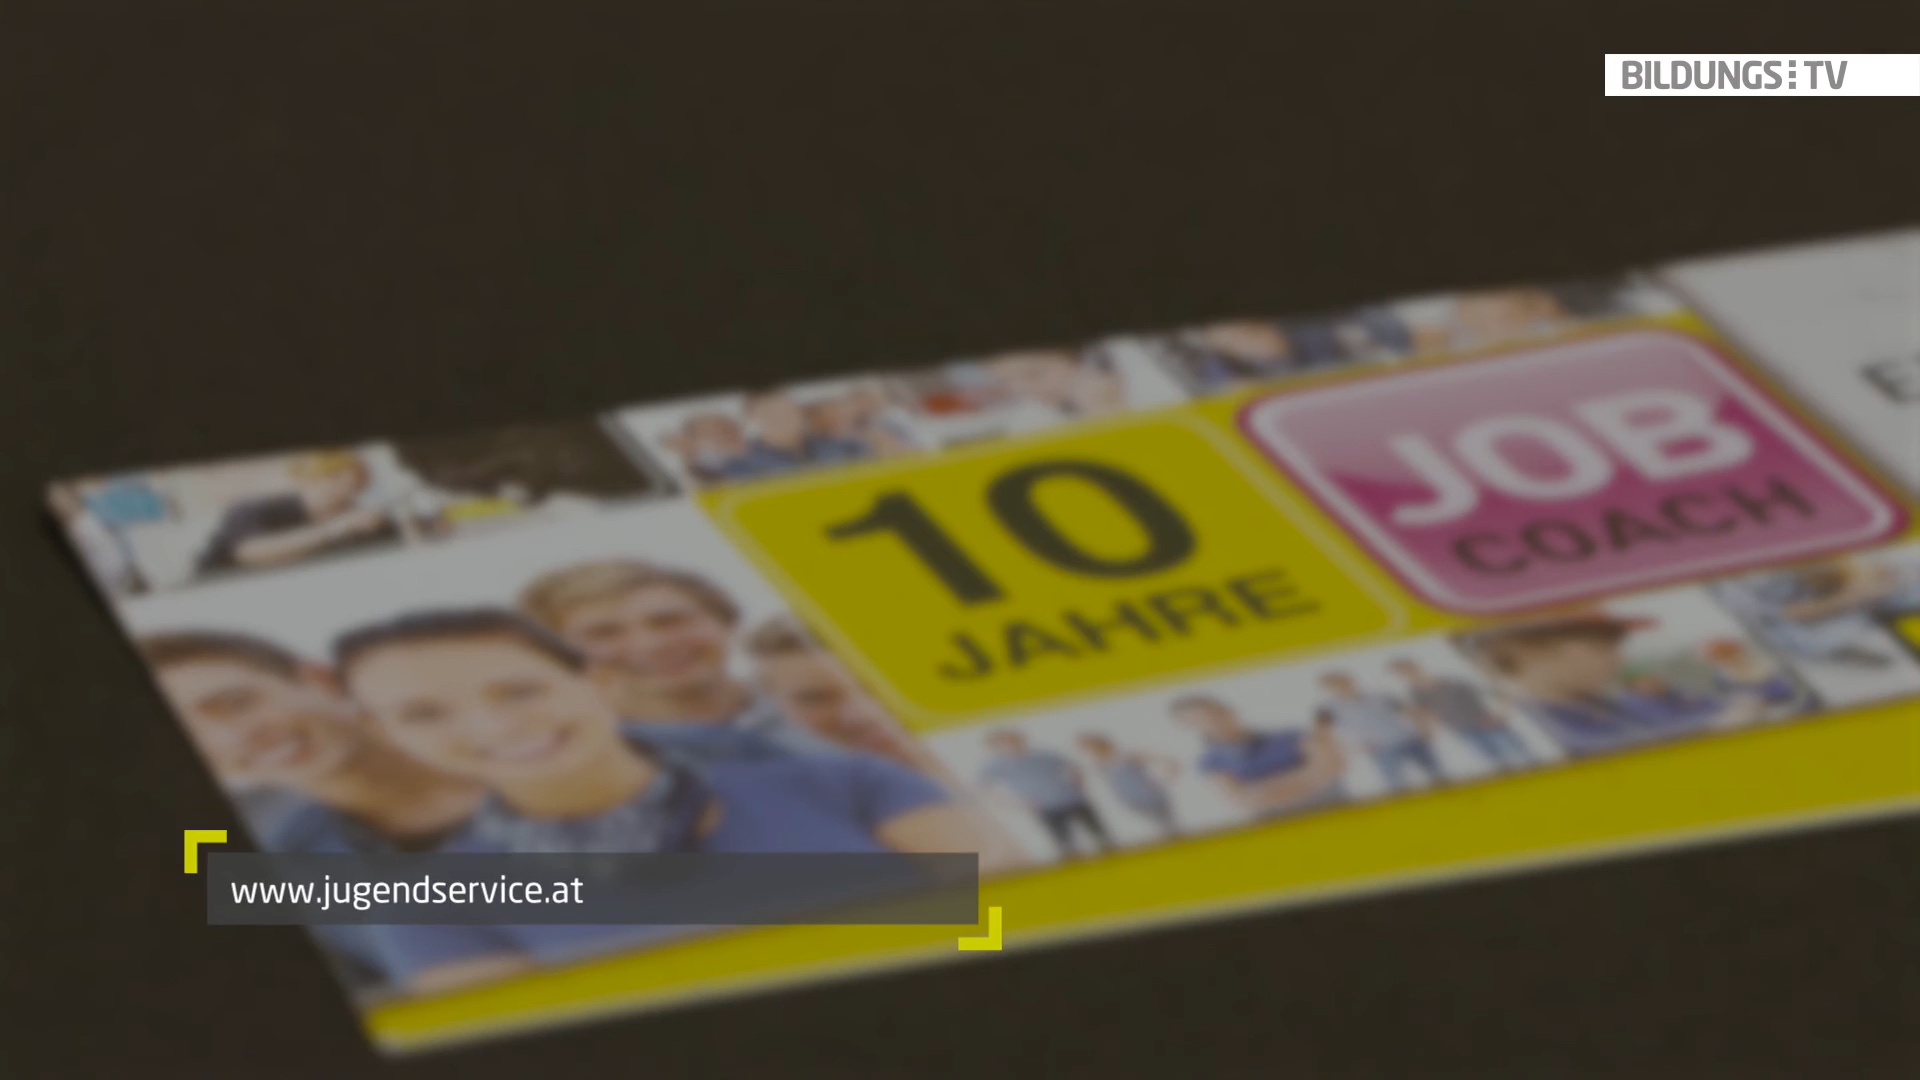 BILDUNGS:TV
10
JAHRE
JOB
COACH
www.jugendservice.at